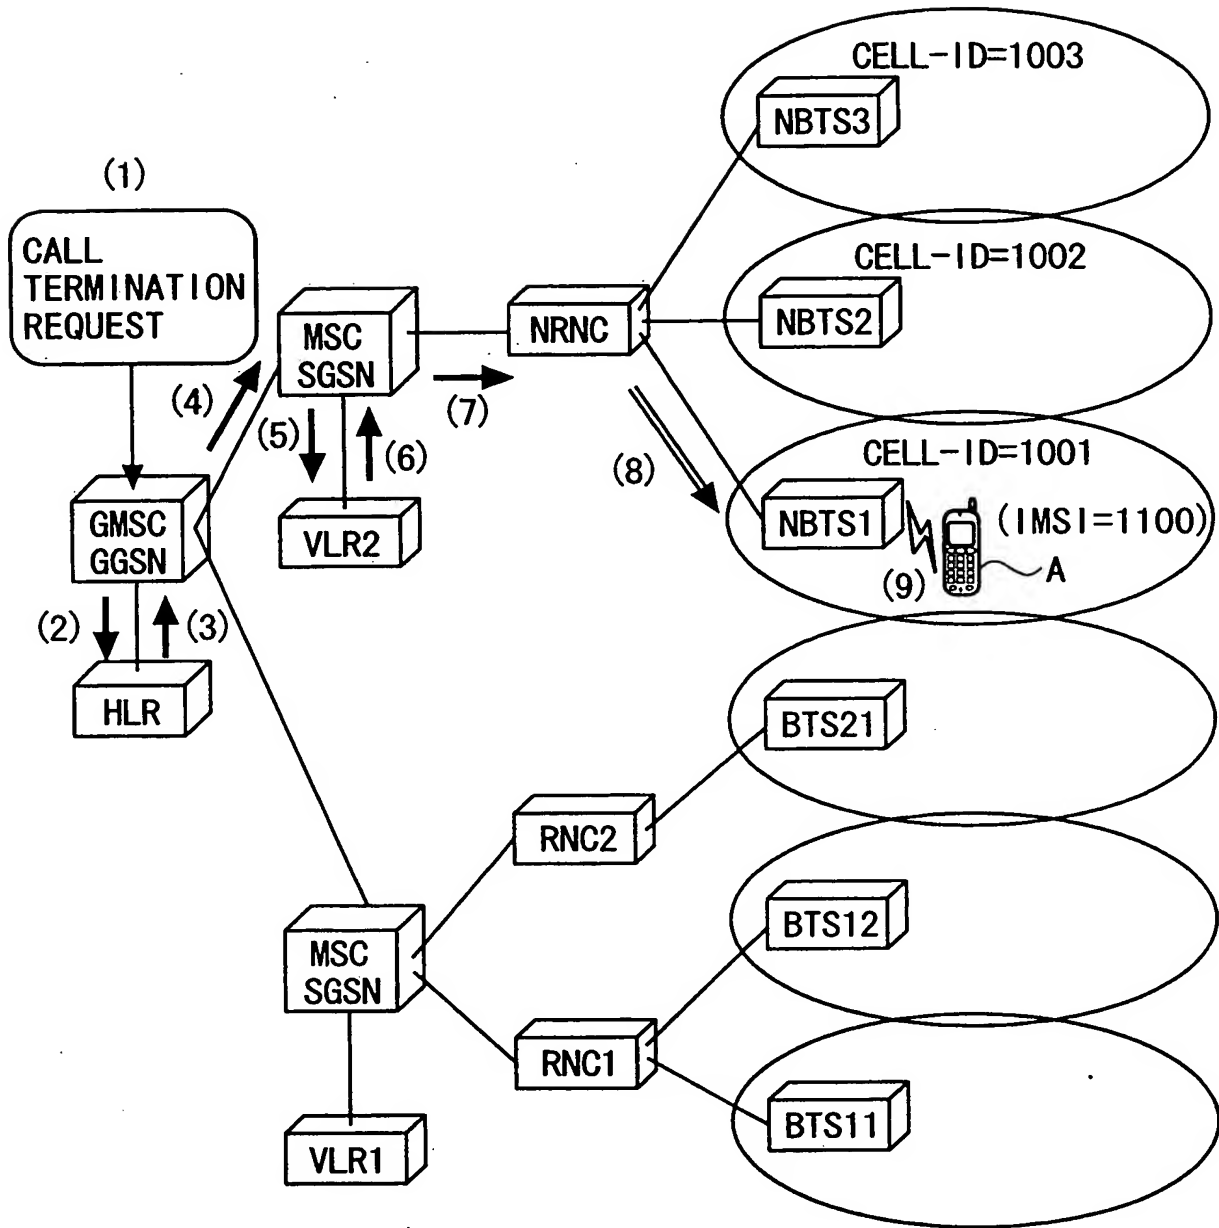 CELL-ID=1003
NBTS3
(1)
CALL
TERMINATION
REQUEST
CELL-ID=1002
MSC
SGSN
NRNC
NBTS2
(4)
(7)
(5)
(6)
(8)
CELL-ID=1001
GMSC
GGSN
VLR2
NBTS1
(IMSI=1100)
(9)
A
(2)
(3)
HLR
BTS21
RNC2
MSC
SGSN
BTS12
RNC1
BTS11
VLR1